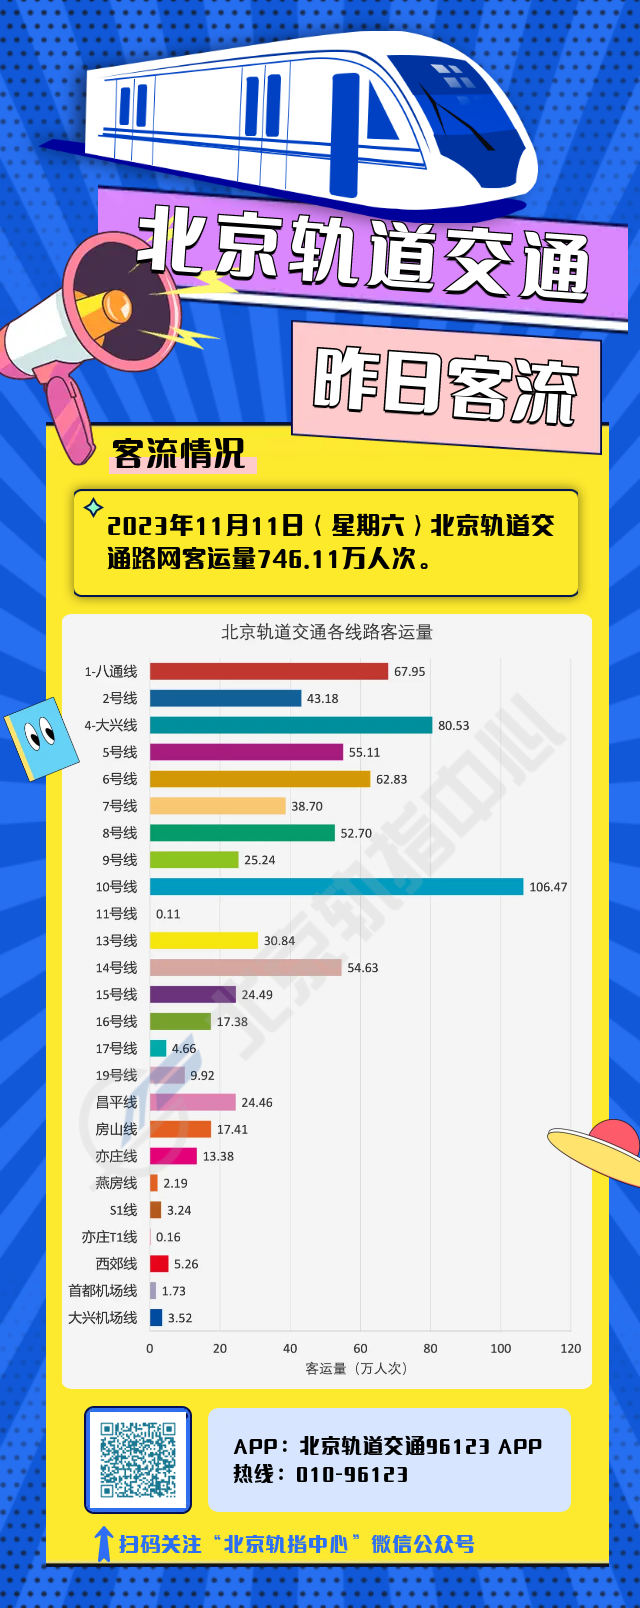 北京轨道交通
昨日客流
客流情况
2023年11月11日（星期六）北京轨道交
通路网客运量746.11万人次。
北京轨道交通各线路客运量
1-八通线 67.95
2号线 43.18
4-大兴线 80.53
5号线 55.11
6号线 62.83
7号线 38.70
8号线 52.70
9号线 25.24
10号线 106.47
11号线 0.11
13号线 30.84
14号线 54.63
15号线 24.49
16号线 17.38
17号线 4.66
19号线 9.92
昌平线 24.46
房山线 17.41
亦庄线 13.38
燕房线 2.19
S1线 3.24
亦庄T1线 0.16
西郊线 5.26
首都机场线 1.73
大兴机场线 3.52
0 20 40 60 80 100 120
客运量（万人次）
北京轨指中心
APP：北京轨道交通96123 APP
热线：010-96123
扫码关注“北京轨指中心”微信公众号